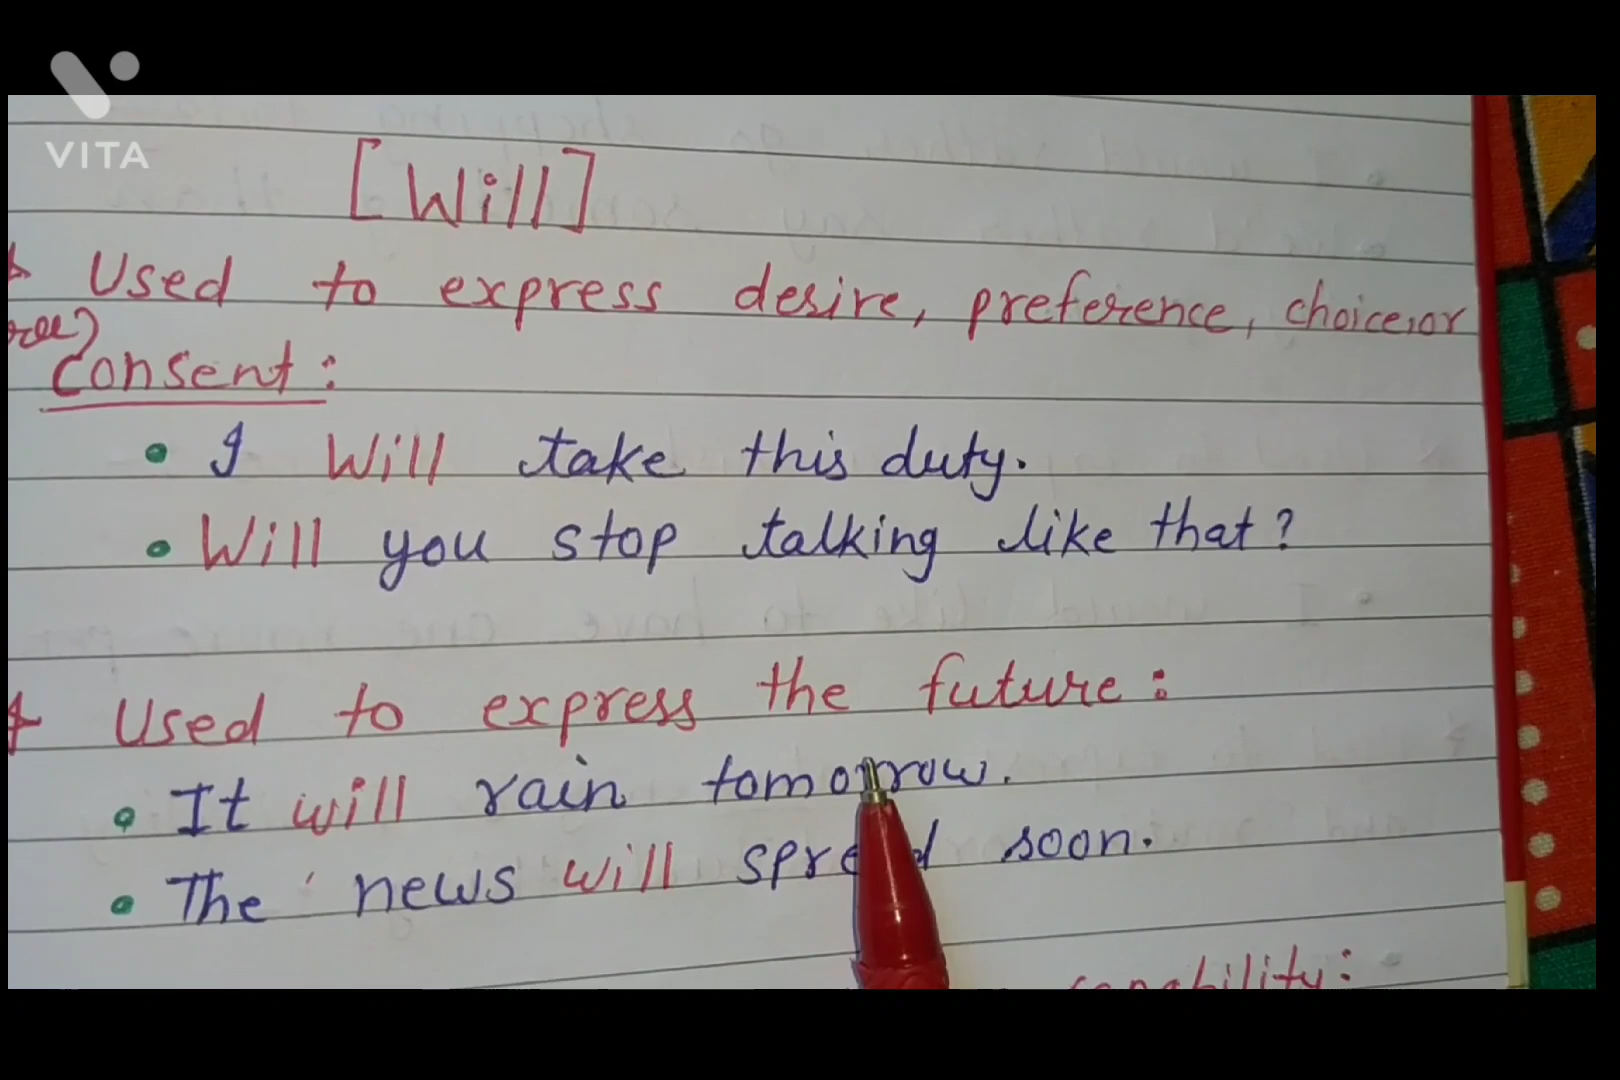 VITA
[Will]
Used to express desire, preference, choice, or
Consent:
• I Will take this duty.
• Will you stop talking like that?
Used to express the future:
• It will rain tomorrow.
• The news will spread soon.
capability: